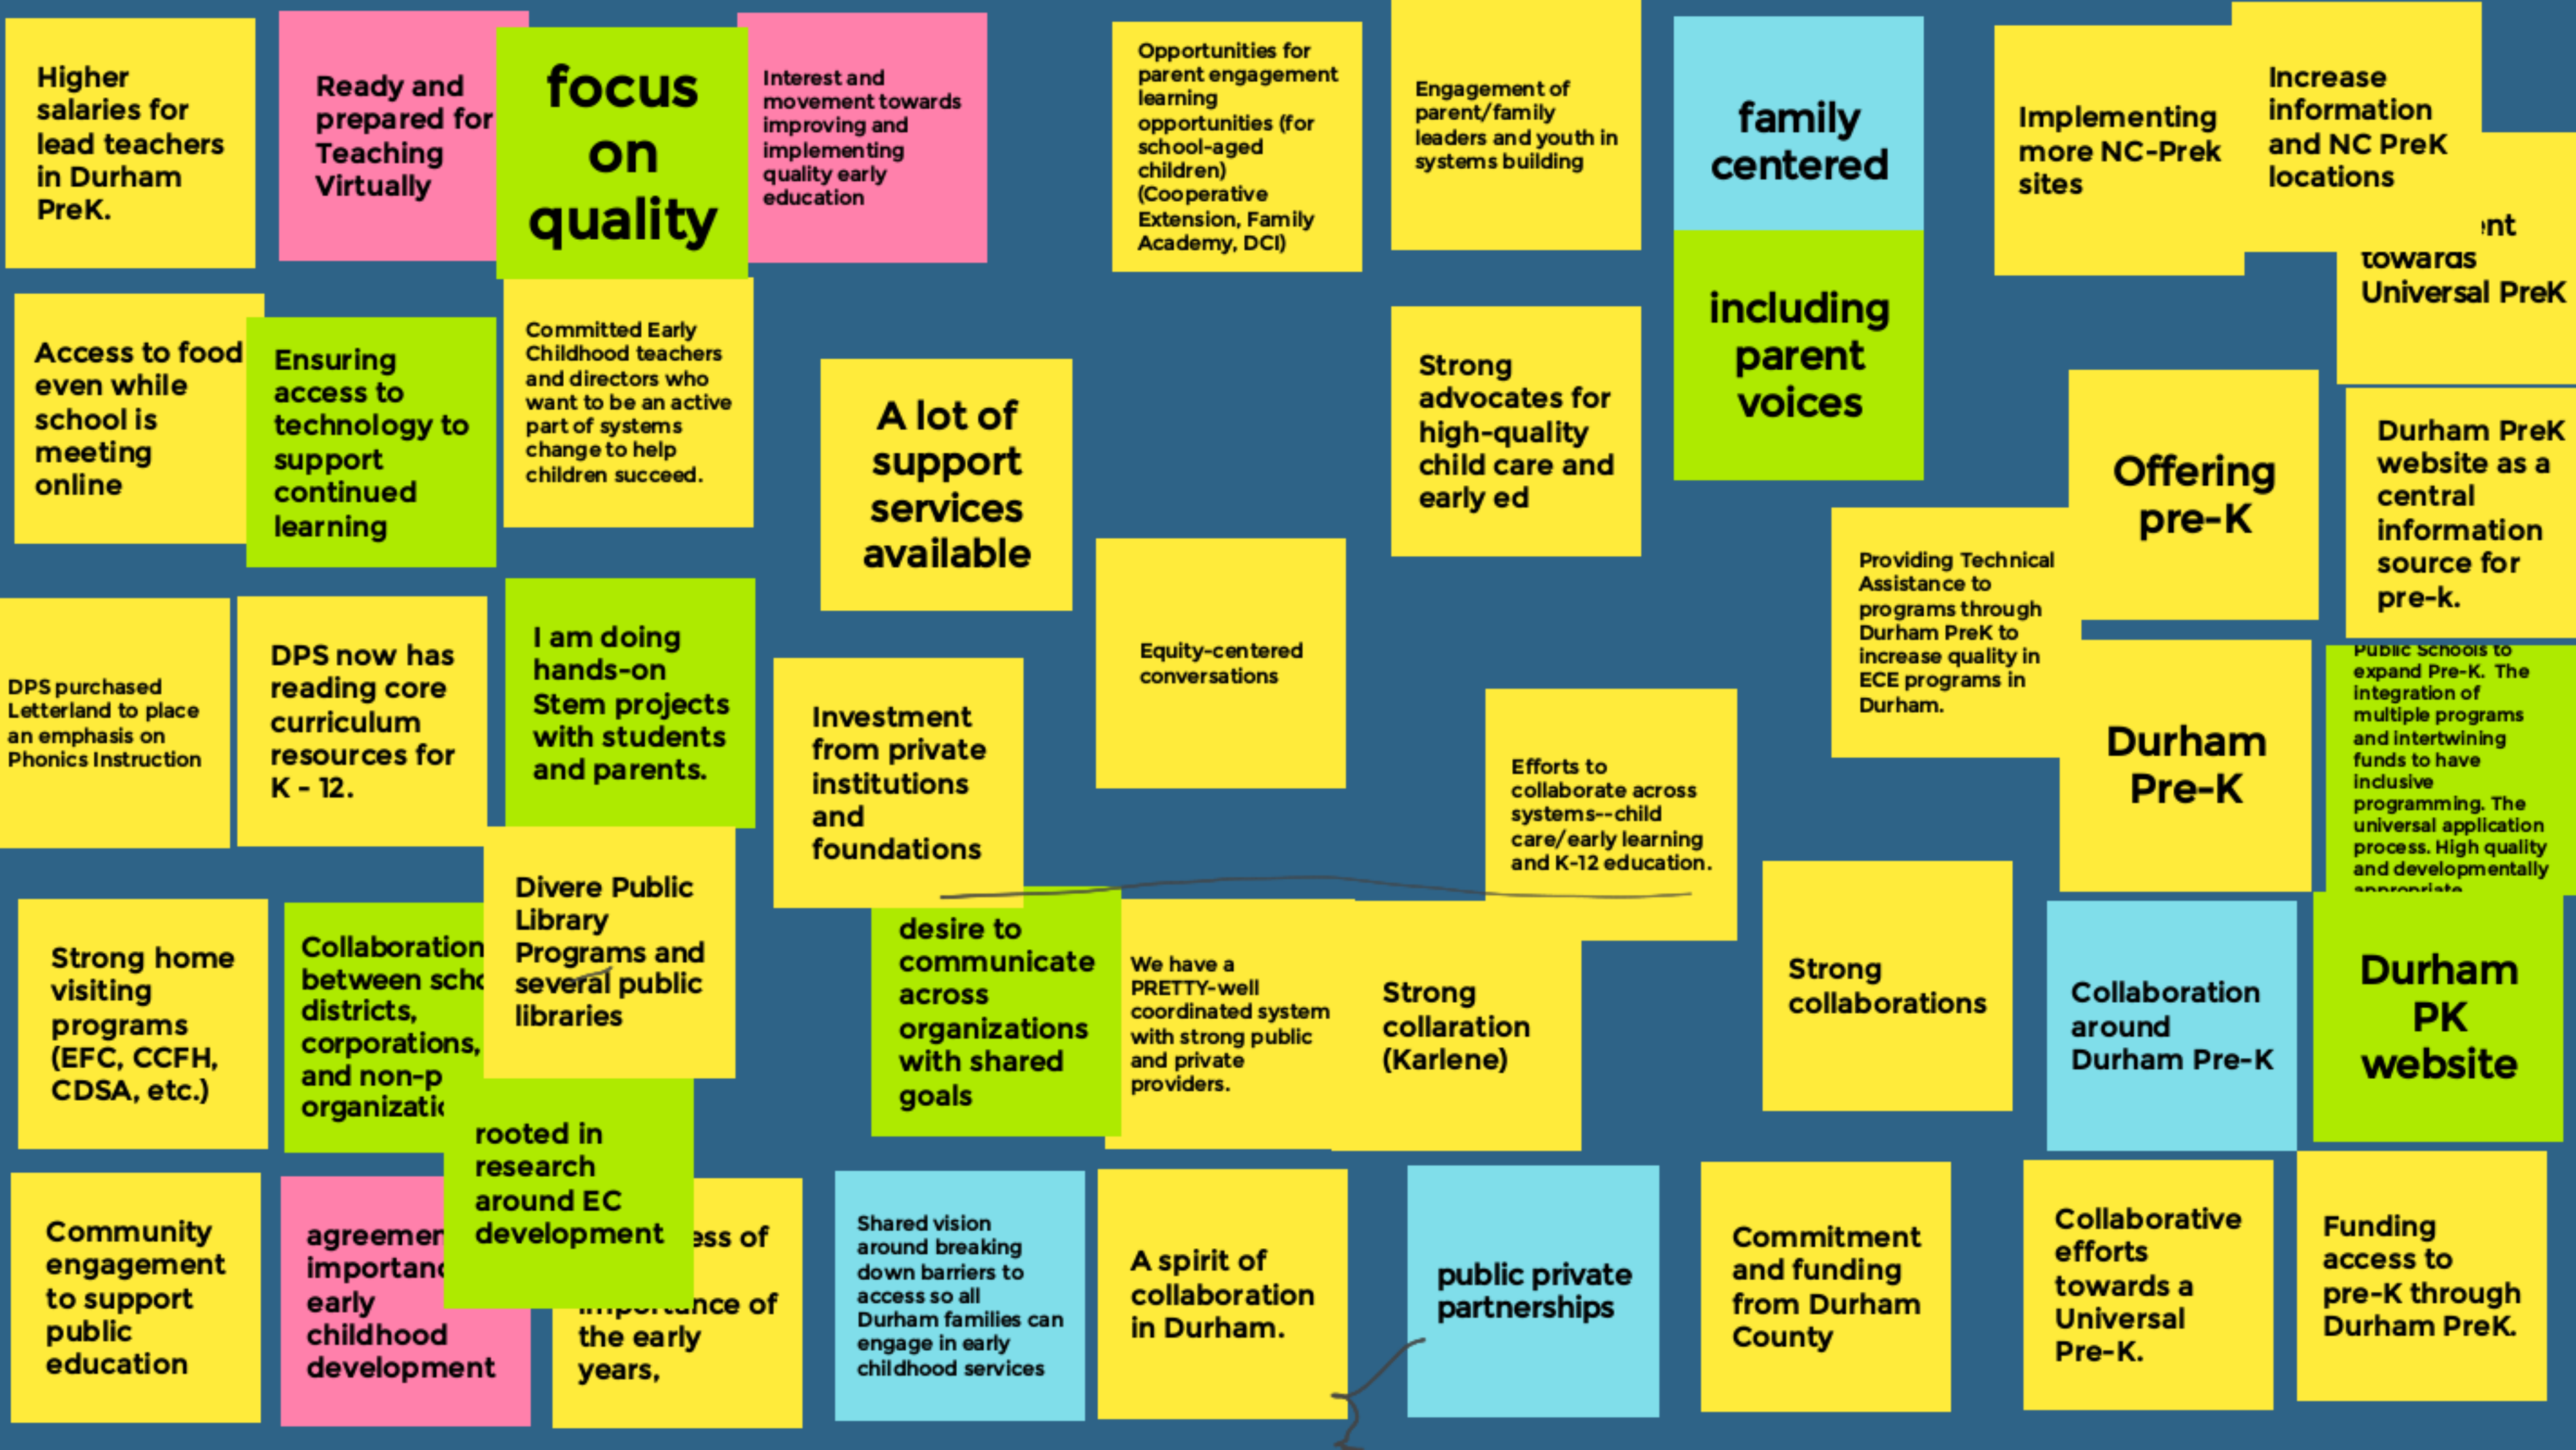 Higher
salaries for
lead teachers
in Durham
PreK.
Ready and
prepared for
Teaching
Virtually
focus
on
quality
Interest and
movement towards
improving and
implementing
quality early
education
Opportunities for
parent engagement
learning
opportunities (for
school-aged
children)
(Cooperative
Extension, Family
Academy, DCI)
Engagement of
parent/family
leaders and youth in
systems building
family
centered
Implementing
more NC-Prek
sites
Increase
information
and NC PreK
locations
towards
Universal PreK
Access to food
even while
school is
meeting
online
Ensuring
access to
technology to
support
continued
learning
Committed Early
Childhood teachers
and directors who
want to be an active
part of systems
change to help
children succeed.
A lot of
support
services
available
Strong
advocates for
high-quality
child care and
early ed
including
parent
voices
Offering
pre-K
Durham PreK
website as a
central
information
source for
pre-k.
DPS purchased
Letterland to place
an emphasis on
Phonics Instruction
DPS now has
reading core
curriculum
resources for
K - 12.
I am doing
hands-on
Stem projects
with students
and parents.
Investment
from private
institutions
and
foundations
Equity-centered
conversations
Efforts to
collaborate across
systems--child
care/early learning
and K-12 education.
Providing Technical
Assistance to
programs through
Durham PreK to
increase quality in
ECE programs in
Durham.
Durham
Pre-K
Public Schools to
expand Pre-K. The
integration of
multiple programs
and intertwining
funds to have
inclusive
programming. The
universal application
process. High quality
and developmentally
appropriate
Strong home
visiting
programs
(EFC, CCFH,
CDSA, etc.)
Collaboration
between
districts,
corporations,
and
Divere Public
Library
Programs and
several public
libraries
desire to
communicate
across
organizations
with shared
goals
We have a
PRETTY-well
coordinated system
with strong public
and private
providers.
Strong
collaration
(Karlene)
Strong
collaborations
Collaboration
around
Durham Pre-K
Durham
PK
website
Community
engagement
to support
public
education
early
childhood
development
rooted in
research
around EC
development
of
importance of
the early
years,
Shared vision
around breaking
down barriers to
access so all
Durham families can
engage in early
childhood services
A spirit of
collaboration
in Durham.
public private
partnerships
Commitment
and funding
from Durham
County
Collaborative
efforts
towards a
Universal
Pre-K.
Funding
access to
pre-K through
Durham PreK.